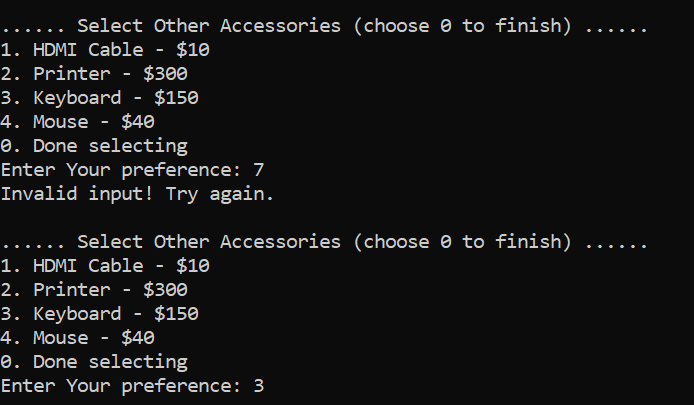 ...... Select Other Accessories (choose 0 to finish) ......
1. HDMI Cable - $10
2. Printer - $300
3. Keyboard - $150
4. Mouse - $40
0. Done selecting
Enter Your preference: 7
Invalid input! Try again.
...... Select Other Accessories (choose 0 to finish) ......
1. HDMI Cable - $10
2. Printer - $300
3. Keyboard - $150
4. Mouse - $40
0. Done selecting
Enter Your preference: 3